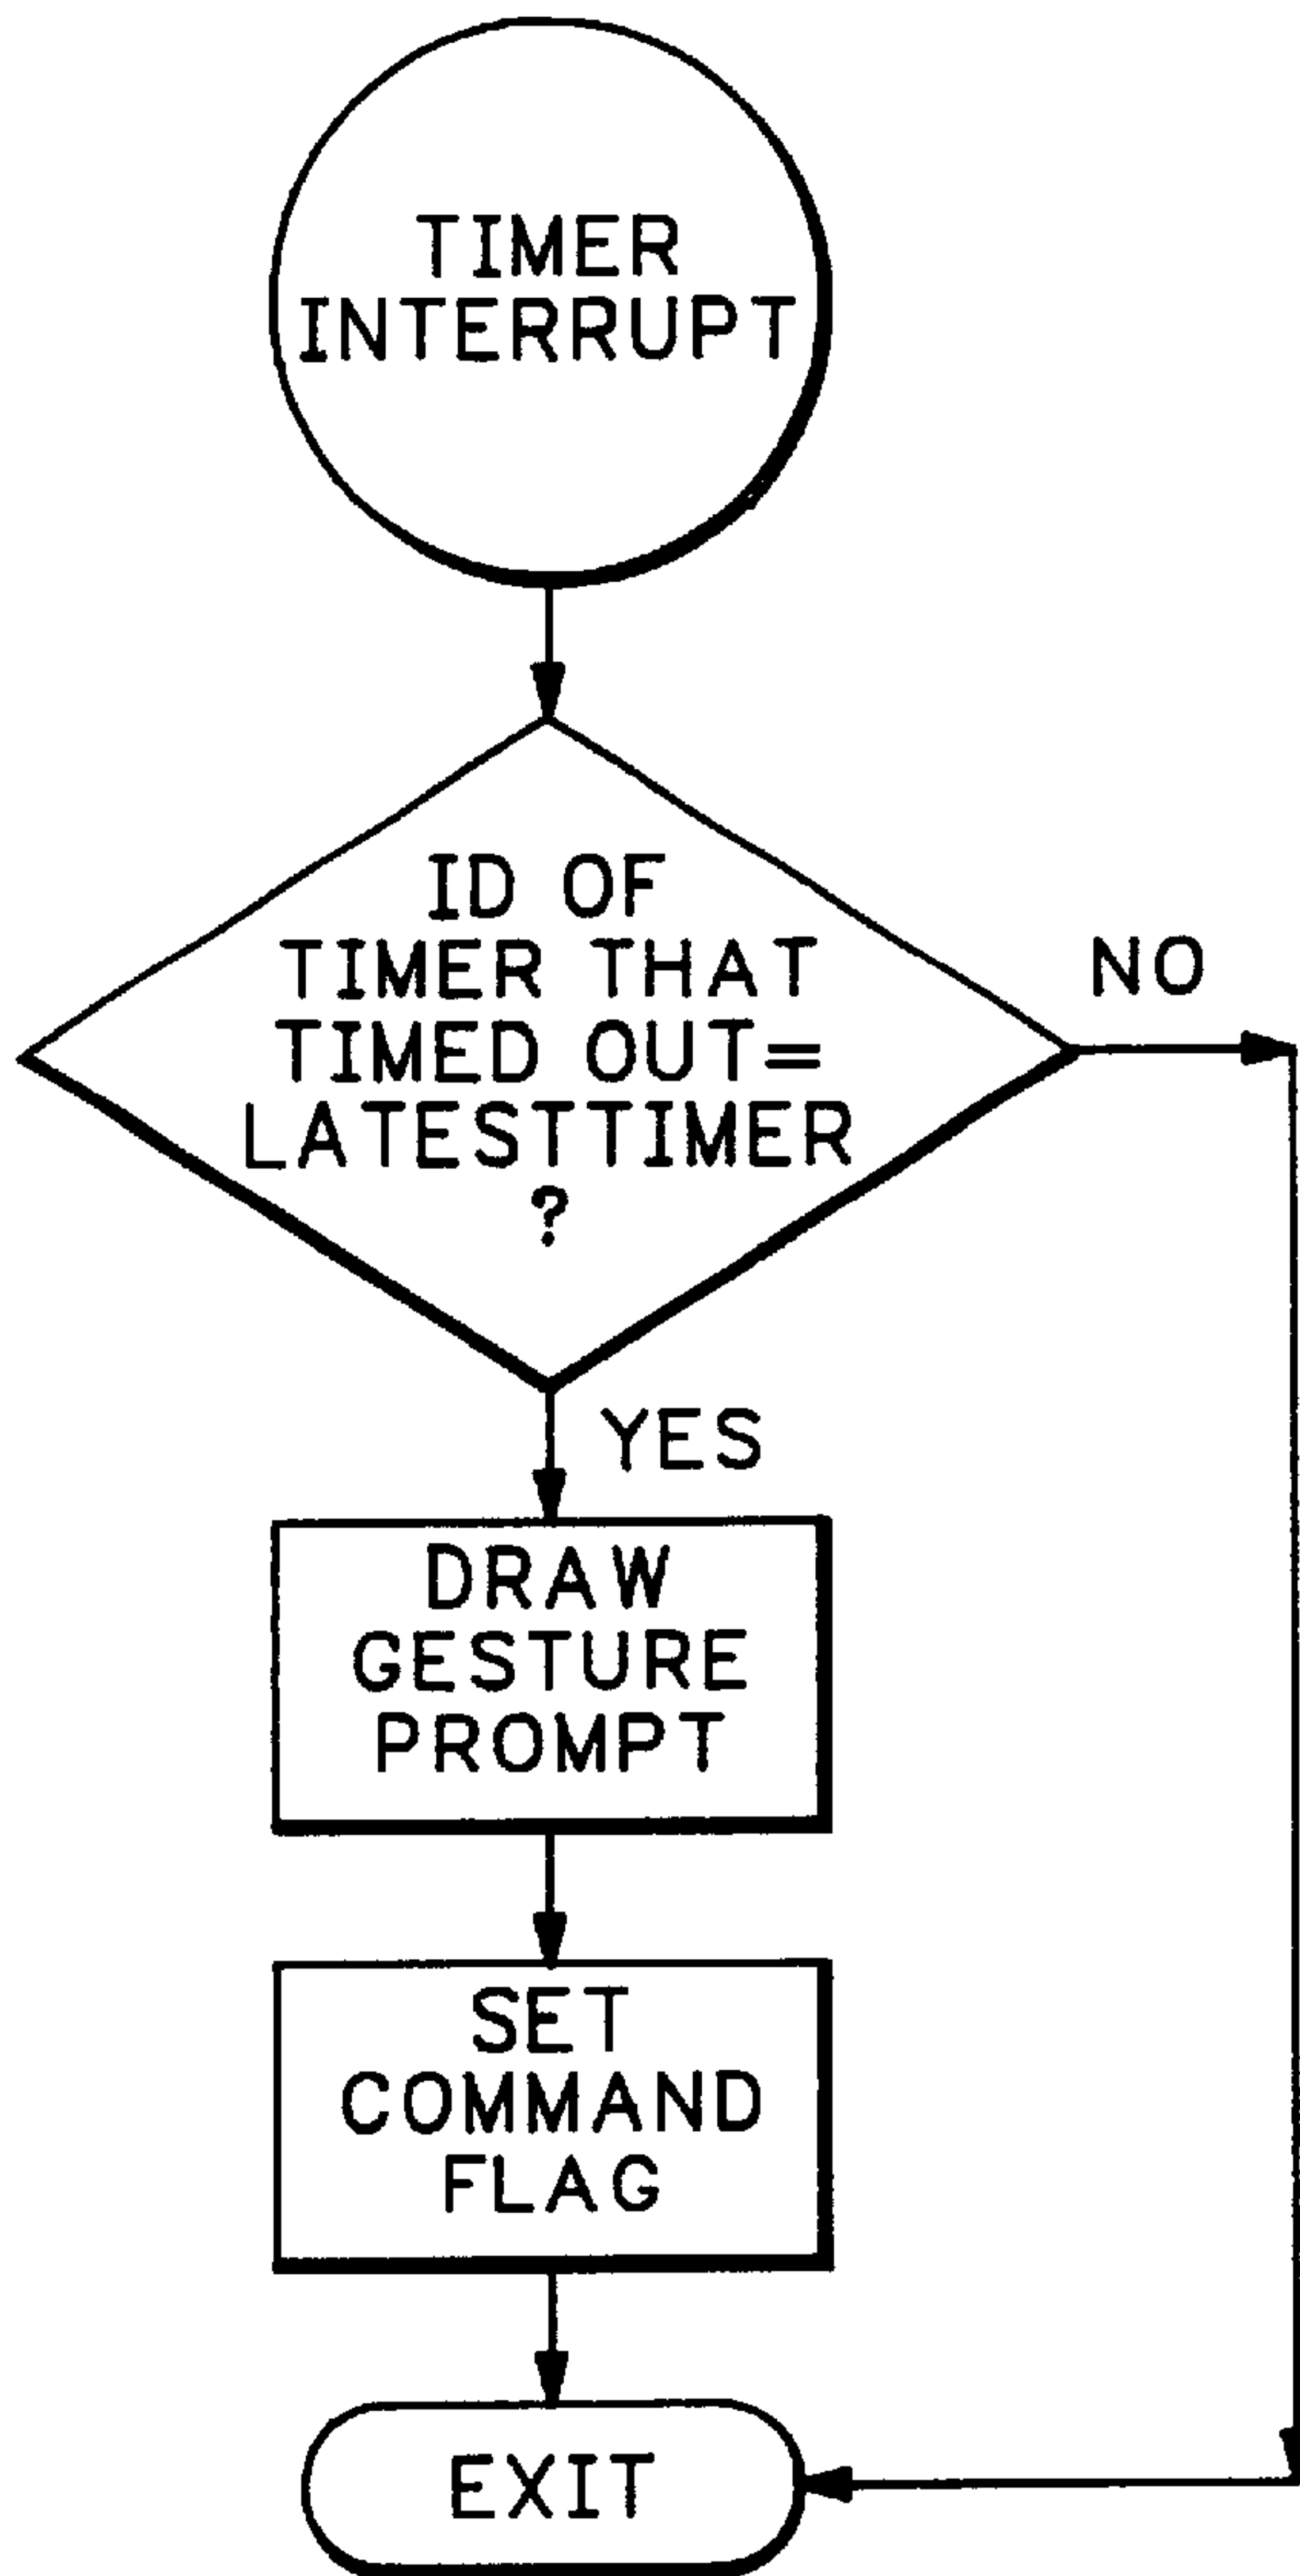 TIMER
INTERRUPT
ID OF
TIMER THAT
TIMED OUT=
LATESTTIMER
?
NO
YES
DRAW
GESTURE
PROMPT
SET
COMMAND
FLAG
EXIT